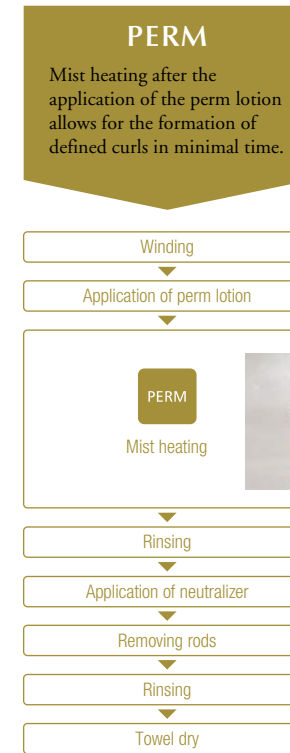 PERM
Mist heating after the
application of the perm lotion
allows for the formation of
defined curls in minimal time.
Winding
Application of perm lotion
PERM
Mist heating
Rinsing
Application of neutralizer
Removing rods
Rinsing
Towel dry